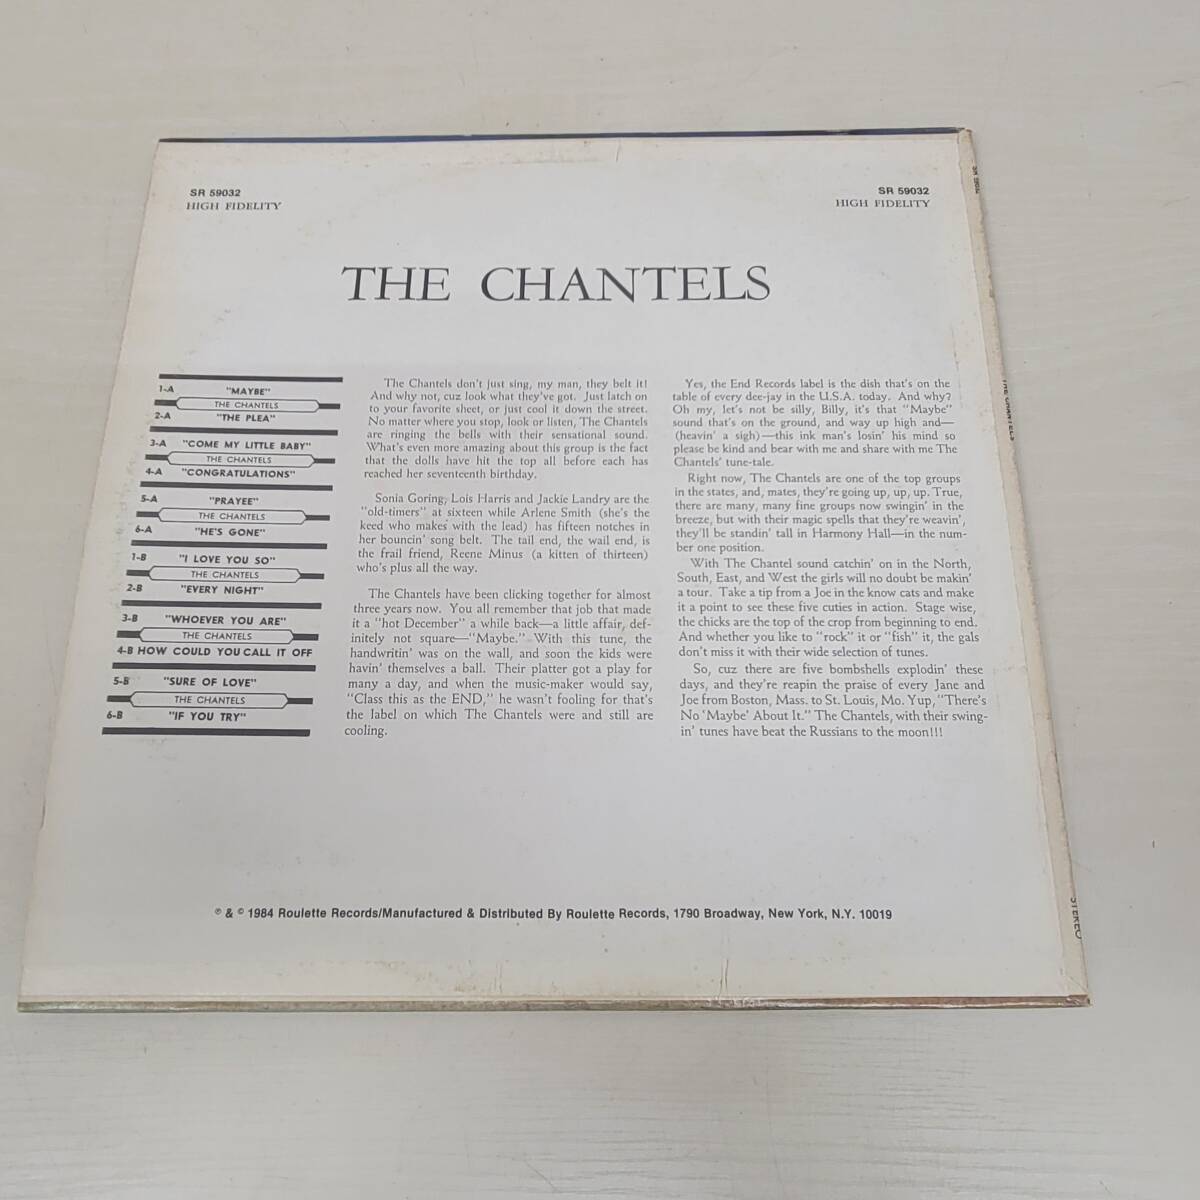 SR 59032
HIGH FIDELITY
SR 59032
HIGH FIDELITY
THE CHANTELS
1-A "MAYBE"
THE CHANTELS
2-A "THE PLEA"
3-A "COME MY LITTLE BABY"
THE CHANTELS
4-A "CONGRATULATIONS"
5-A "PRAYEE"
THE CHANTELS
6-A "HE'S GONE"
1-B "I LOVE YOU SO"
THE CHANTELS
2-B "EVERY NIGHT"
3-B "WHOEVER YOU ARE"
THE CHANTELS
4-B HOW COULD YOU CALL IT OFF
5-B "SURE OF LOVE"
THE CHANTELS
6-B "IF YOU TRY"
The Chantels don't just sing, my man, they belt it!
And why not, cuz look what they've got. Just latch on
to your favorite sheet, or just cool it down the street.
No matter where you stop, look or listen, The Chantels
are ringing the bells with their sensational sound.
What's even more amazing about this group is the fact
that the dolls have hit the top all before each has
reached her seventeenth birthday.
Sonia Goring, Lois Harris and Jackie Landry are the
"old-timers" at sixteen while Arlene Smith (she's the
keed who makes with the lead) has fifteen notches in
her bouncin' song belt. The tail end, the wail end, is
the frail friend, Reene Minus (a kitten of thirteen)
who's plus all the way.
The Chantels have been clicking together for almost
three years now. You all remember that job that made
it a "hot December" a while back—a little affair, def-
initely not square—"Maybe." With this tune, the
handwritin' was on the wall, and soon the kids were
havin' themselves a ball. Their platter got a play for
many a day, and when the music-maker would say,
"Class this as the END," he wasn't fooling for that's
the label on which The Chantels were and still are
cooling.
Yes, the End Records label is the dish that's on the
table of every dee-jay in the U.S.A. today. And why?
Oh my, let's not be silly, Billy, it's that "Maybe"
sound that's on the ground, and way up high and—
(heavin' a sigh)—this ink man's losin' his mind so
please be kind and bear with me and share with me The
Chantels' tune-tale.
Right now, The Chantels are one of the top groups
in the states, and, mates, they're going up, up, up. True,
there are many, many fine groups now swingin' in the
breeze, but with their magic spells that they're weavin',
they'll be standin' tall in Harmony Hall—in the num-
ber one position.
With The Chantel sound catchin' on in the North,
South, East, and West the girls will no doubt be makin'
a tour. Take a tip from a Joe in the know cats and make
it a point to see these five cuties in action. Stage wise,
the chicks are the top of the crop from beginning to end.
And whether you like to "rock" it or "fish" it, the gals
don't miss it with their wide selection of tunes.
So, cuz there are five bombshells explodin' these
days, and they're reapin the praise of every Jane and
Joe from Boston, Mass. to St. Louis, Mo. Yup, "There's
No 'Maybe' About It." The Chantels, with their swing-
in' tunes have beat the Russians to the moon!!!
℗ & © 1984 Roulette Records/Manufactured & Distributed By Roulette Records, 1790 Broadway, New York, N.Y. 10019
SR 59032
THE CHANTELS
STEREO